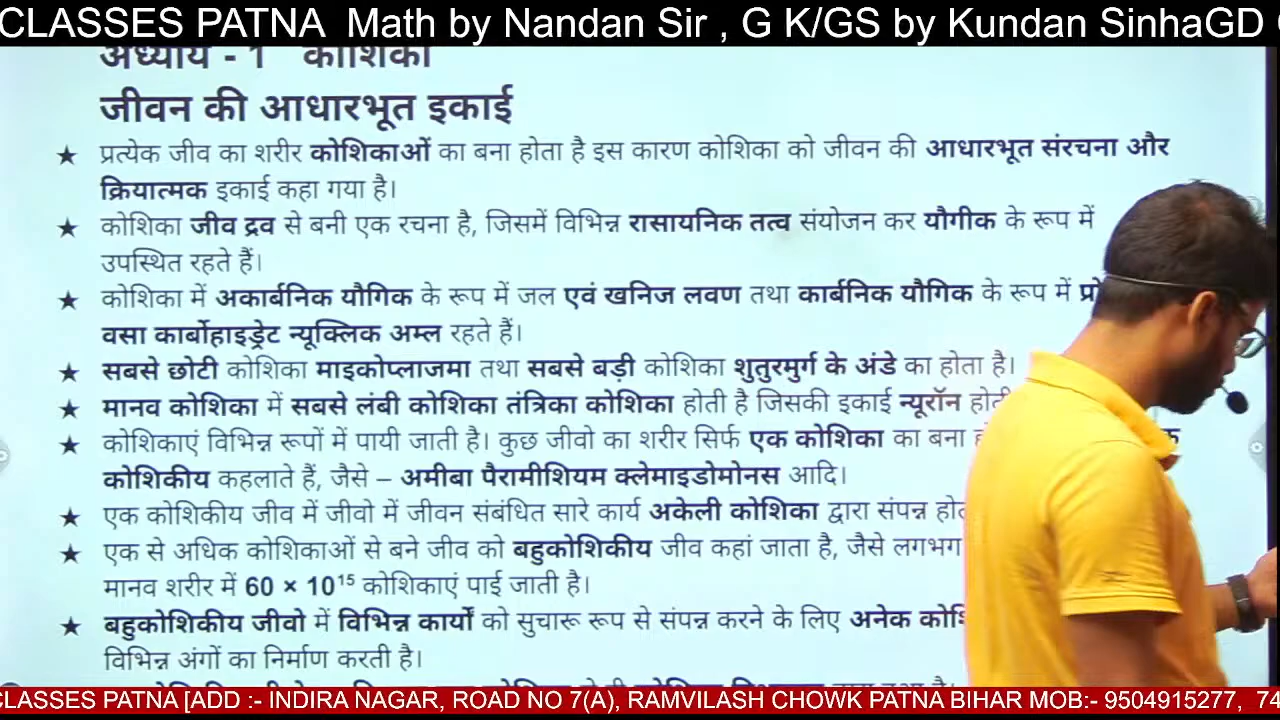 CLASSES PATNA Math by Nandan Sir , G K/GS by Kundan SinhaGD
अध्याय - 1 कोशिका
जीवन की आधारभूत इकाई
★ प्रत्येक जीव का शरीर कोशिकाओं का बना होता है इस कारण कोशिका को जीवन की आधारभूत संरचना और
क्रियात्मक इकाई कहा गया है।
★ कोशिका जीव द्रव से बनी एक रचना है, जिसमें विभिन्न रासायनिक तत्व संयोजन कर यौगीक के रूप में
उपस्थित रहते हैं।
★ कोशिका में अकार्बनिक यौगिक के रूप में जल एवं खनिज लवण तथा कार्बनिक यौगिक के रूप में
वसा कार्बोहाइड्रेट न्यूक्लिक अम्ल रहते हैं।
★ सबसे छोटी कोशिका माइकोप्लाजमा तथा सबसे बड़ी कोशिका शुतुरमुर्ग के अंडे का होता है।
★ मानव कोशिका में सबसे लंबी कोशिका तंत्रिका कोशिका होती है जिसकी इकाई न्यूरॉन
★ कोशिकाएं विभिन्न रूपों में पायी जाती है। कुछ जीवो का शरीर सिर्फ एक कोशिका का बना
कोशिकीय कहलाते हैं, जैसे – अमीबा पैरामीशियम क्लेमाइडोमोनस आदि।
★ एक कोशिकीय जीव में जीवो में जीवन संबंधित सारे कार्य अकेली कोशिका द्वारा संपन्न
★ एक से अधिक कोशिकाओं से बने जीव को बहुकोशिकीय जीव कहां जाता है, जैसे लगभग
मानव शरीर में 60 × 10¹⁵ कोशिकाएं पाई जाती है।
★ बहुकोशिकीय जीवो में विभिन्न कार्यों को सुचारू रूप से संपन्न करने के लिए अनेक
विभिन्न अंगों का निर्माण करती है।
CLASSES PATNA [ADD :- INDIRA NAGAR, ROAD NO 7(A), RAMVILASH CHOWK PATNA BIHAR MOB:- 9504915277, 74